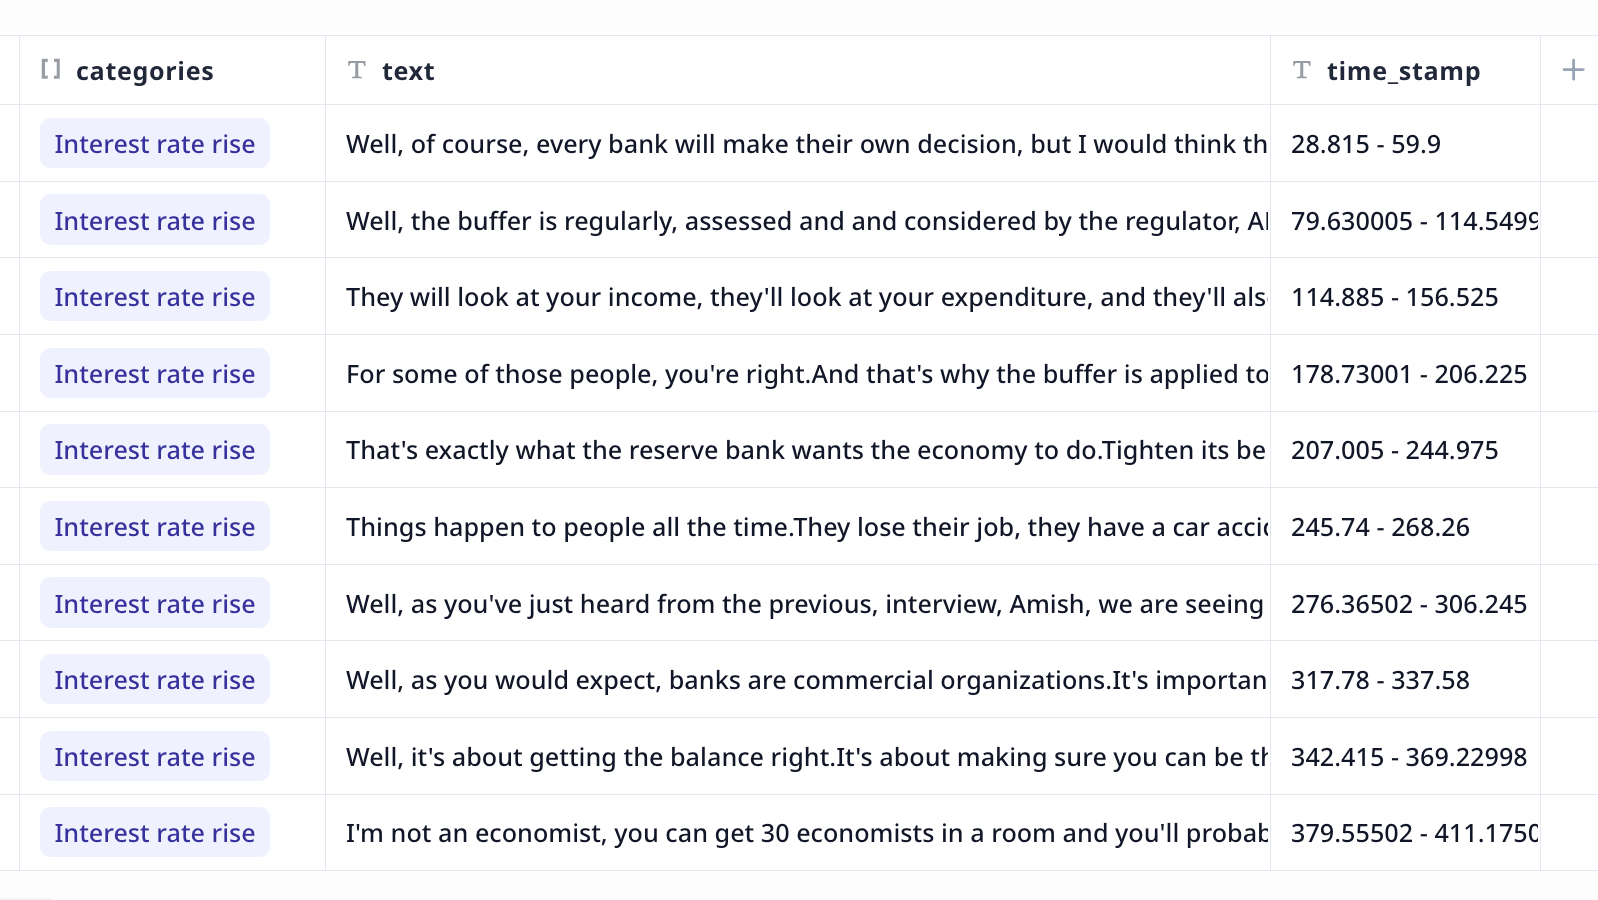 categories text time_stamp
Interest rate rise Well, of course, every bank will make their own decision, but I would think th 28.815 - 59.9
Interest rate rise Well, the buffer is regularly, assessed and and considered by the regulator, 79.630005 - 114.5499
Interest rate rise They will look at your income, they'll look at your expenditure, and they'll als 114.885 - 156.525
Interest rate rise For some of those people, you're right.And that's why the buffer is applied to 178.73001 - 206.225
Interest rate rise That's exactly what the reserve bank wants the economy to do.Tighten its be 207.005 - 244.975
Interest rate rise Things happen to people all the time.They lose their job, they have a car acci 245.74 - 268.26
Interest rate rise Well, as you've just heard from the previous, interview, Amish, we are seeing 276.36502 - 306.245
Interest rate rise Well, as you would expect, banks are commercial organizations.It's importan 317.78 - 337.58
Interest rate rise Well, it's about getting the balance right.It's about making sure you can be th 342.415 - 369.22998
Interest rate rise I'm not an economist, you can get 30 economists in a room and you'll probab 379.55502 - 411.1750